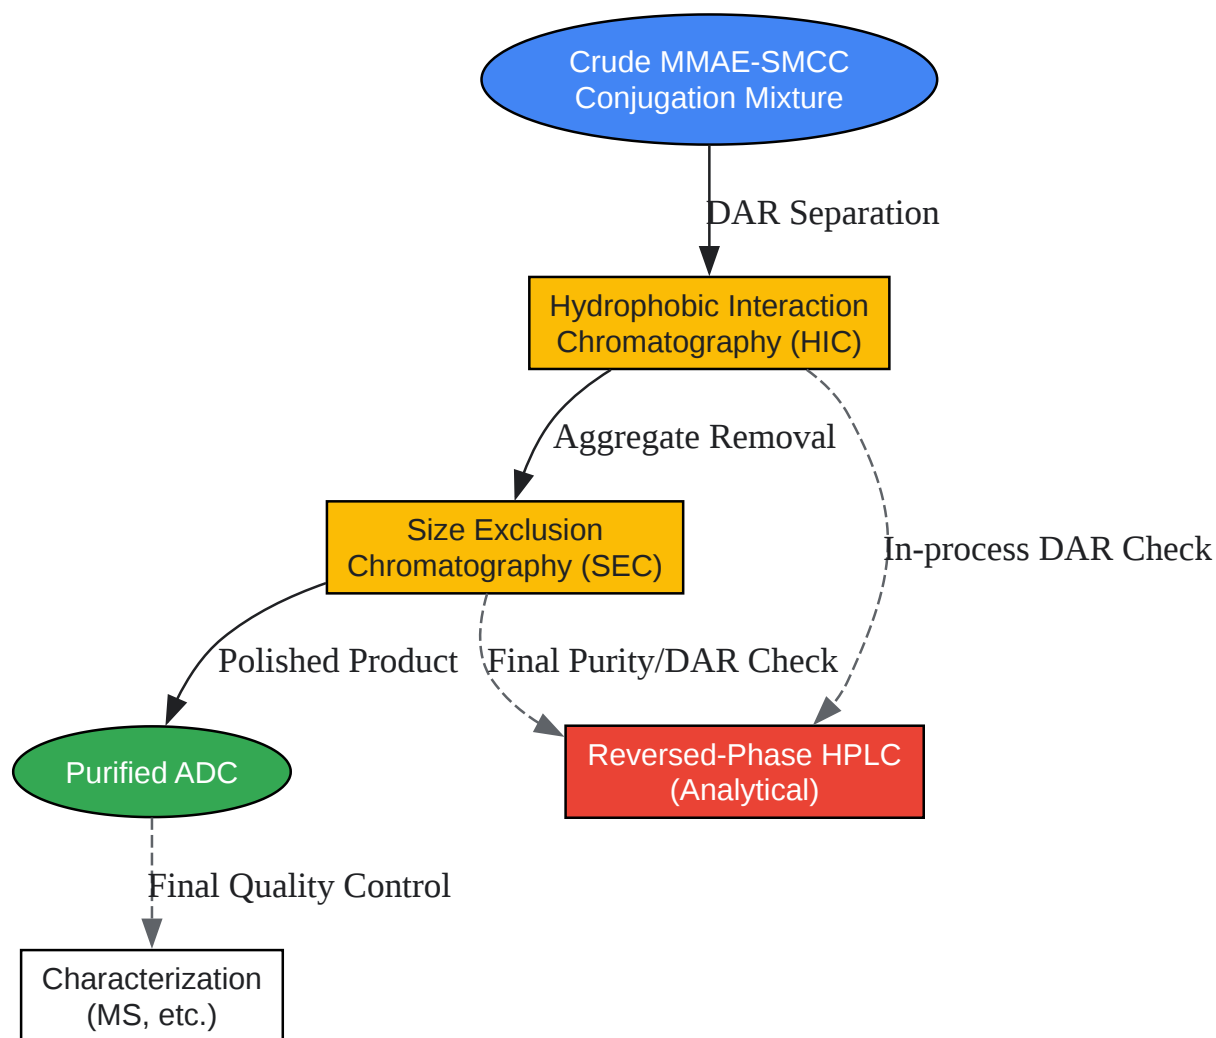 Crude MMAE-SMCC
Conjugation Mixture
DAR Separation
Hydrophobic Interaction
Chromatography (HIC)
Aggregate Removal
Size Exclusion
Chromatography (SEC)
In-process DAR Check
Polished Product
Final Purity/DAR Check
Reversed-Phase HPLC
(Analytical)
Purified ADC
Final Quality Control
Characterization
(MS, etc.)